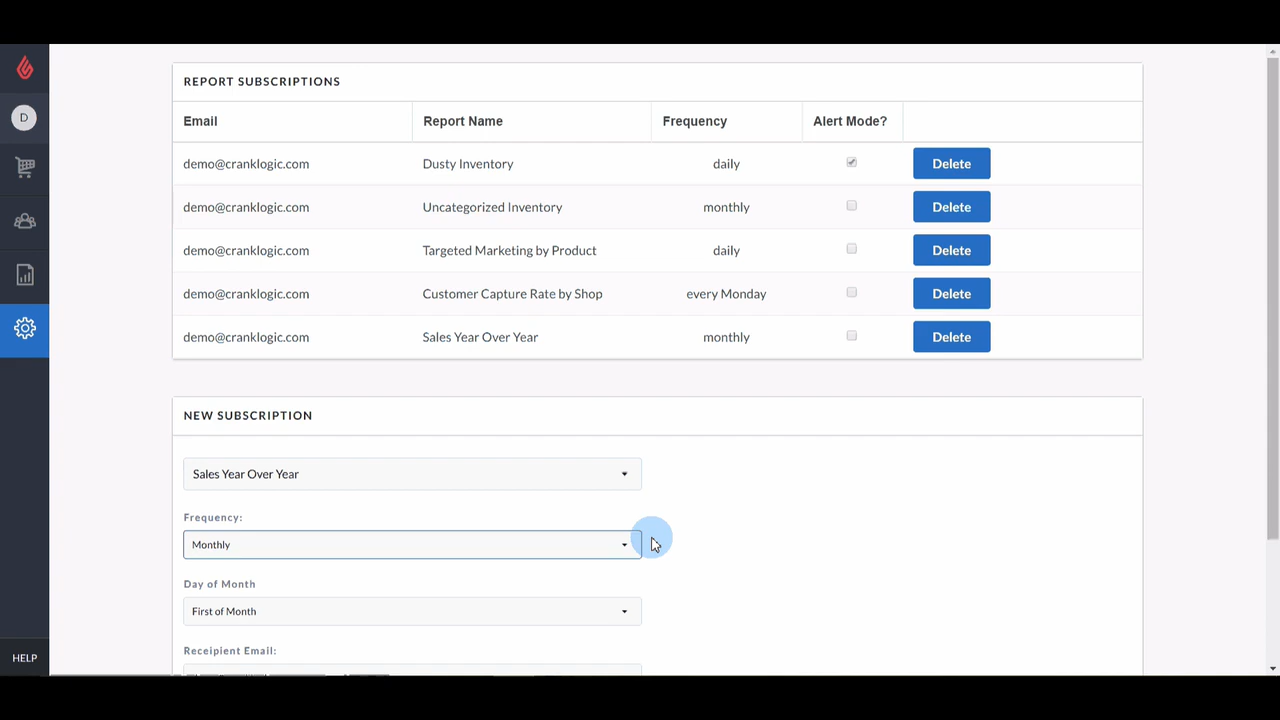 REPORT SUBSCRIPTIONS
Email Report Name Frequency Alert Mode?
demo@cranklogic.com Dusty Inventory daily Delete
demo@cranklogic.com Uncategorized Inventory monthly Delete
demo@cranklogic.com Targeted Marketing by Product daily Delete
demo@cranklogic.com Customer Capture Rate by Shop every Monday Delete
demo@cranklogic.com Sales Year Over Year monthly Delete
D
NEW SUBSCRIPTION
Sales Year Over Year
Frequency:
Monthly
Day of Month
First of Month
Receipient Email:
HELP